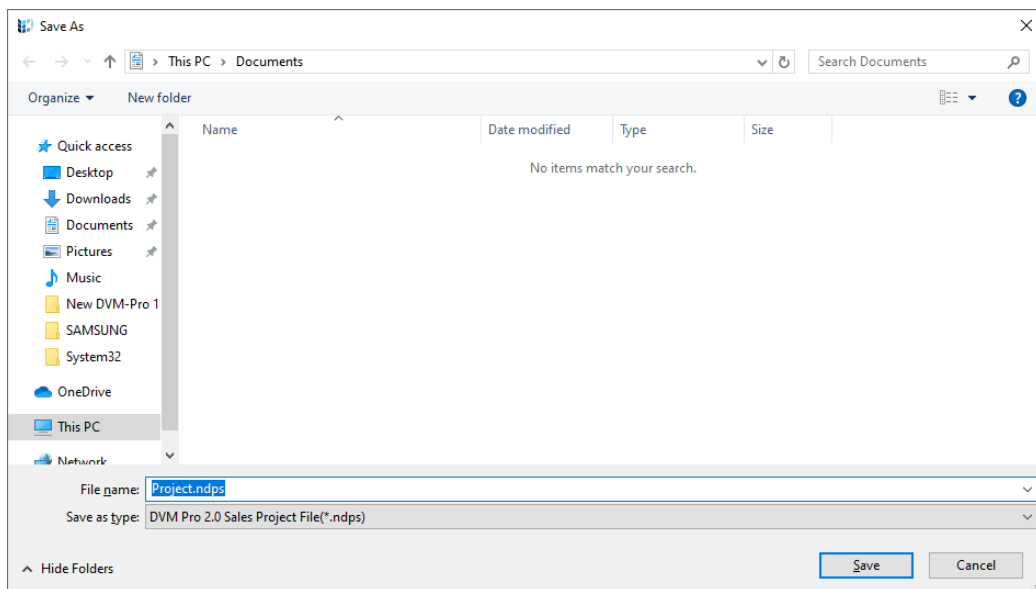 Save As
This PC > Documents
Search Documents
Organize
New folder
Name
Date modified
Type
Size
No items match your search.
Quick access
Desktop
Downloads
Documents
Pictures
Music
New DVM-Pro 1
SAMSUNG
System32
OneDrive
This PC
Network
File name: Project.ndps
Save as type: DVM Pro 2.0 Sales Project File(*.ndps)
Hide Folders
Save
Cancel